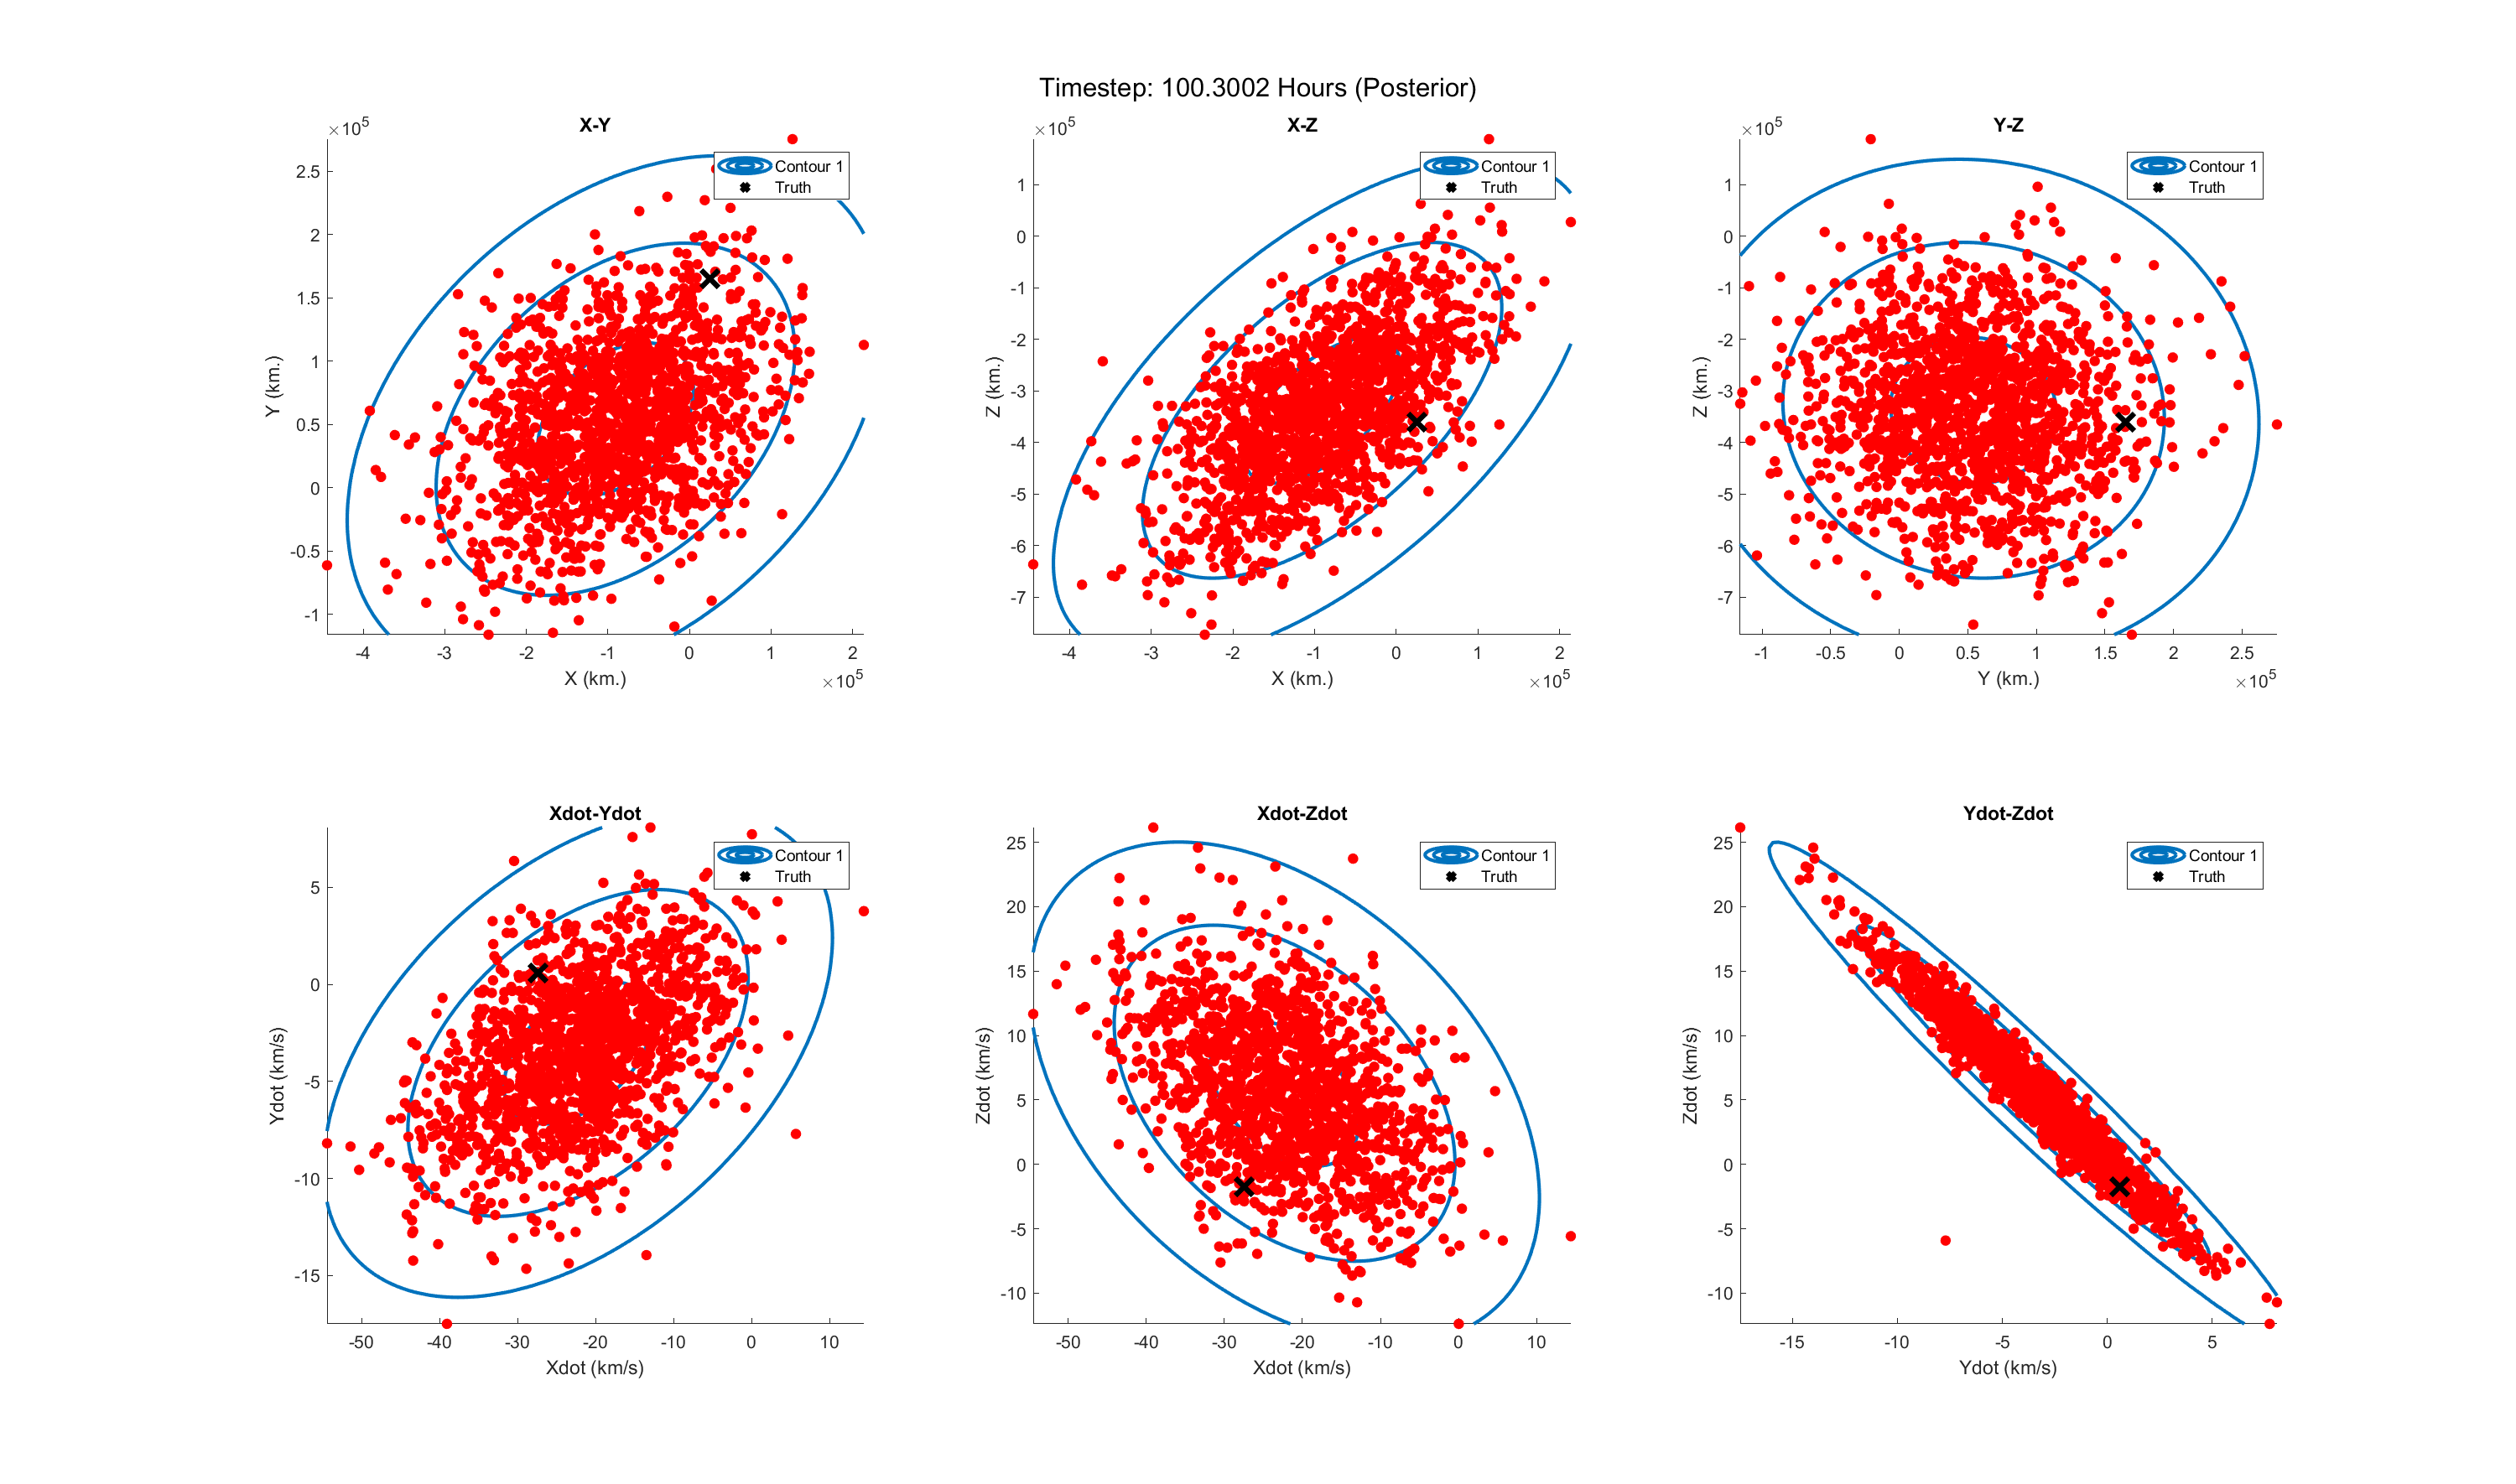 Timestep: 100.3002 Hours (Posterior)
X-Y
×10^5
Contour 1
Truth
2.5
2
1.5
1
0.5
0
-0.5
-1
Y (km.)
-4 -3 -2 -1 0 1 2
X (km.)
×10^5
X-Z
×10^5
Contour 1
Truth
1
0
-1
-2
-3
-4
-5
-6
-7
Z (km.)
-4 -3 -2 -1 0 1 2
X (km.)
×10^5
Y-Z
×10^5
Contour 1
Truth
1
0
-1
-2
-3
-4
-5
-6
-7
Z (km.)
-1 -0.5 0 0.5 1 1.5 2 2.5
Y (km.)
×10^5
Xdot-Ydot
Contour 1
Truth
5
0
-5
-10
-15
Ydot (km/s)
-50 -40 -30 -20 -10 0 10
Xdot (km/s)
Xdot-Zdot
Contour 1
Truth
25
20
15
10
5
0
-5
-10
Zdot (km/s)
-50 -40 -30 -20 -10 0 10
Xdot (km/s)
Ydot-Zdot
Contour 1
Truth
25
20
15
10
5
0
-5
-10
Zdot (km/s)
-15 -10 -5 0 5
Ydot (km/s)